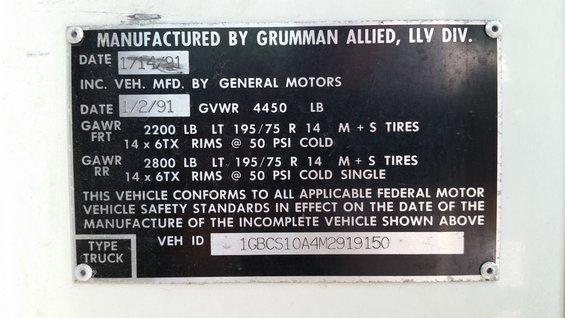 MANUFACTURED BY GRUMMAN ALLIED, LLV DIV.
DATE 1/14/91
INC. VEH. MFD. BY GENERAL MOTORS
DATE 1/2/91 GVWR 4450 LB
GAWR FRT 2200 LB LT 195/75 R 14 M + S TIRES
14 x 6TX RIMS @ 50 PSI COLD
GAWR RR 2800 LB LT 195/75 R 14 M + S TIRES
14 x 6TX RIMS @ 50 PSI COLD SINGLE
THIS VEHICLE CONFORMS TO ALL APPLICABLE FEDERAL MOTOR
VEHICLE SAFETY STANDARDS IN EFFECT ON THE DATE OF THE
MANUFACTURE OF THE INCOMPLETE VEHICLE SHOWN ABOVE
TYPE TRUCK
VEH ID 1GBCS10A4M2919150